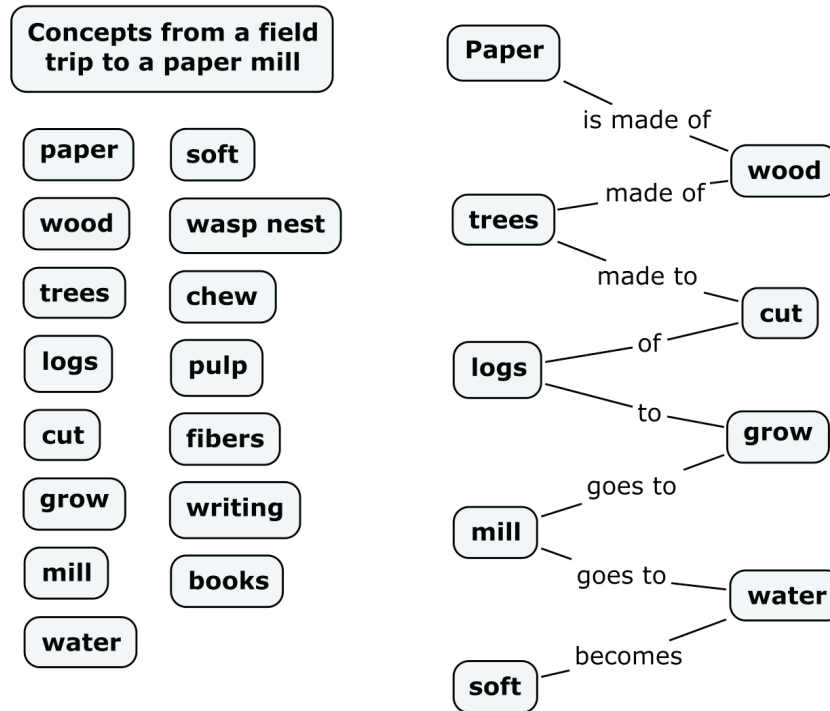 Concepts from a field
trip to a paper mill
paper
wood
trees
logs
cut
grow
mill
water
soft
wasp nest
chew
pulp
fibers
writing
books
Paper
is made of
wood
made of
trees
made to
cut
of
logs
to
grow
goes to
mill
goes to
water
becomes
soft